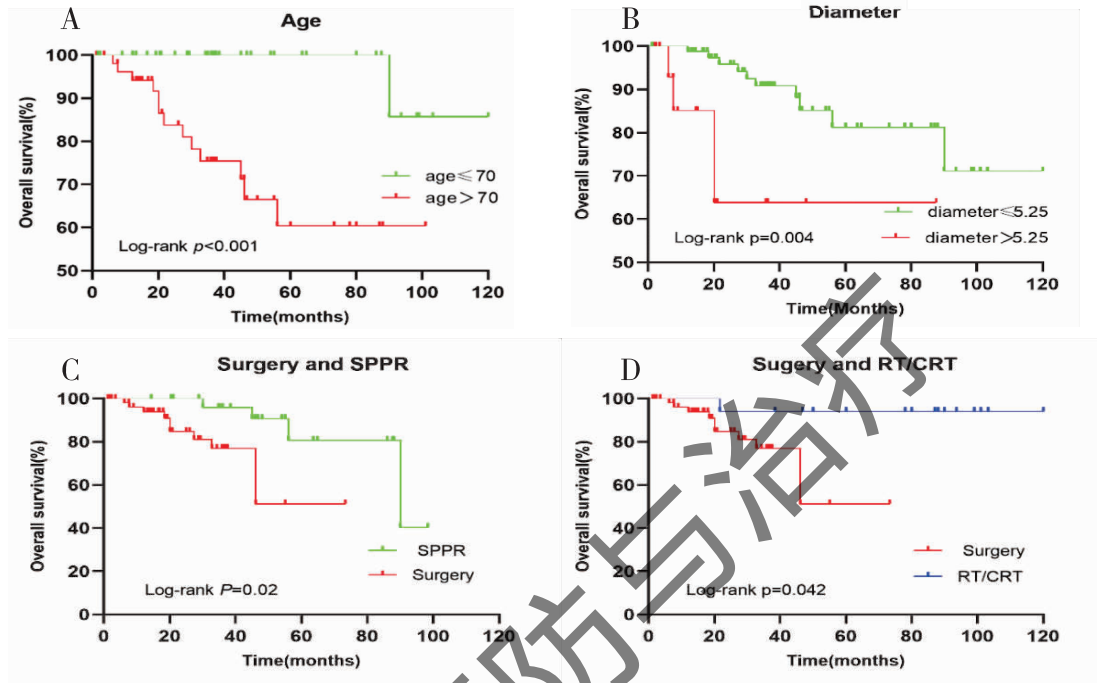 A
Age
100
90
80
70
60
50
Overall survival(%)
age≤70
age>70
Log-rank p<0.001
0 20 40 60 80 100 120
Time(months)
B
Diameter
100
90
80
70
60
50
Overall survival(%)
diameter≤5.25
diameter>5.25
Log-rank p=0.004
0 20 40 60 80 100 120
Time(Months)
C
Surgery and SPPR
100
80
60
40
20
0
Overall survival(%)
SPPR
Surgery
Log-rank P=0.02
0 20 40 60 80 100 120
Time(months)
D
Sugery and RT/CRT
100
80
60
40
20
0
Overall survival(%)
Surgery
RT/CRT
Log-rank p=0.042
0 20 40 60 80 100 120
Time(months)
防与治疗